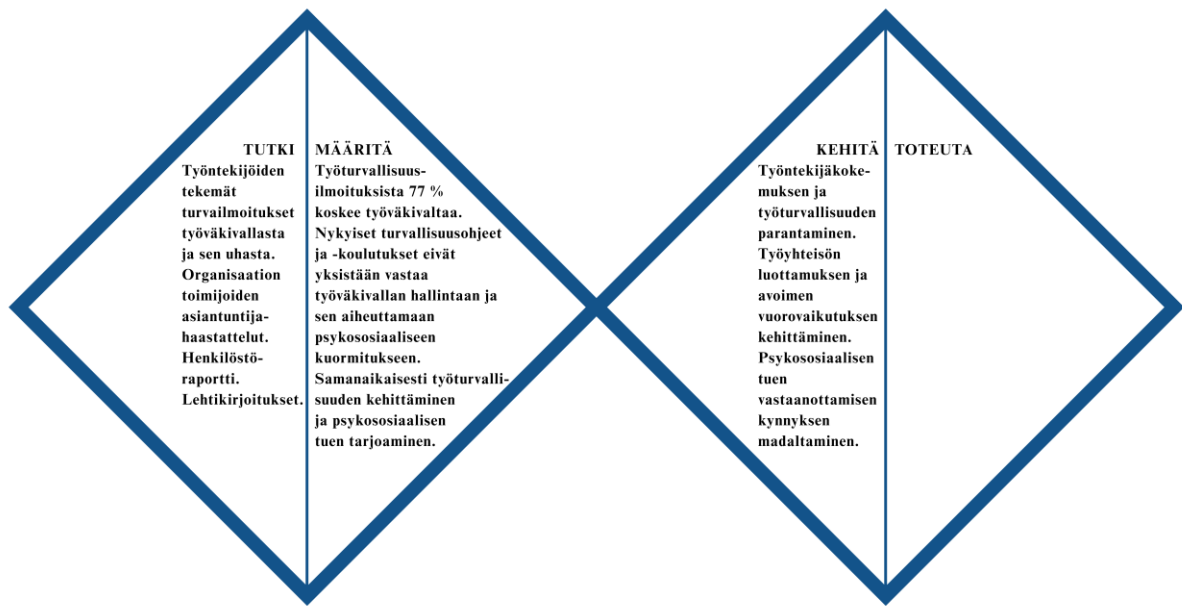 TUTKI
Työntekijöiden
tekemät
turvailmoitukset
työväkivallasta
ja sen uhasta.
Organisaation
toimijoiden
asiantuntija-
haastattelut.
Henkilöstö-
raportti.
Lehtikirjoitukset.
MÄÄRITÄ
Työturvallisuus-
ilmoituksista 77 %
koskee työväkivaltaa.
Nykyiset turvallisuusohjeet
ja -koulutukset eivät
yksistään vastaa
työväkivallan hallintaan ja
sen aiheuttamaan
psykososiaaliseen
kuormitukseen.
Samanaikaisesti työturvalli-
suuden kehittäminen
ja psykososiaalisen
tuen tarjoaminen.
KEHITÄ
Työntekijäkoke-
muksen ja
työturvallisuuden
parantaminen.
Työyhteisön
luottamuksen ja
avoimen
vuorovaikutuksen
kehittäminen.
Psykososiaalisen
tuen
vastaanottamisen
kynnyksen
madaltaminen.
TOTEUTA